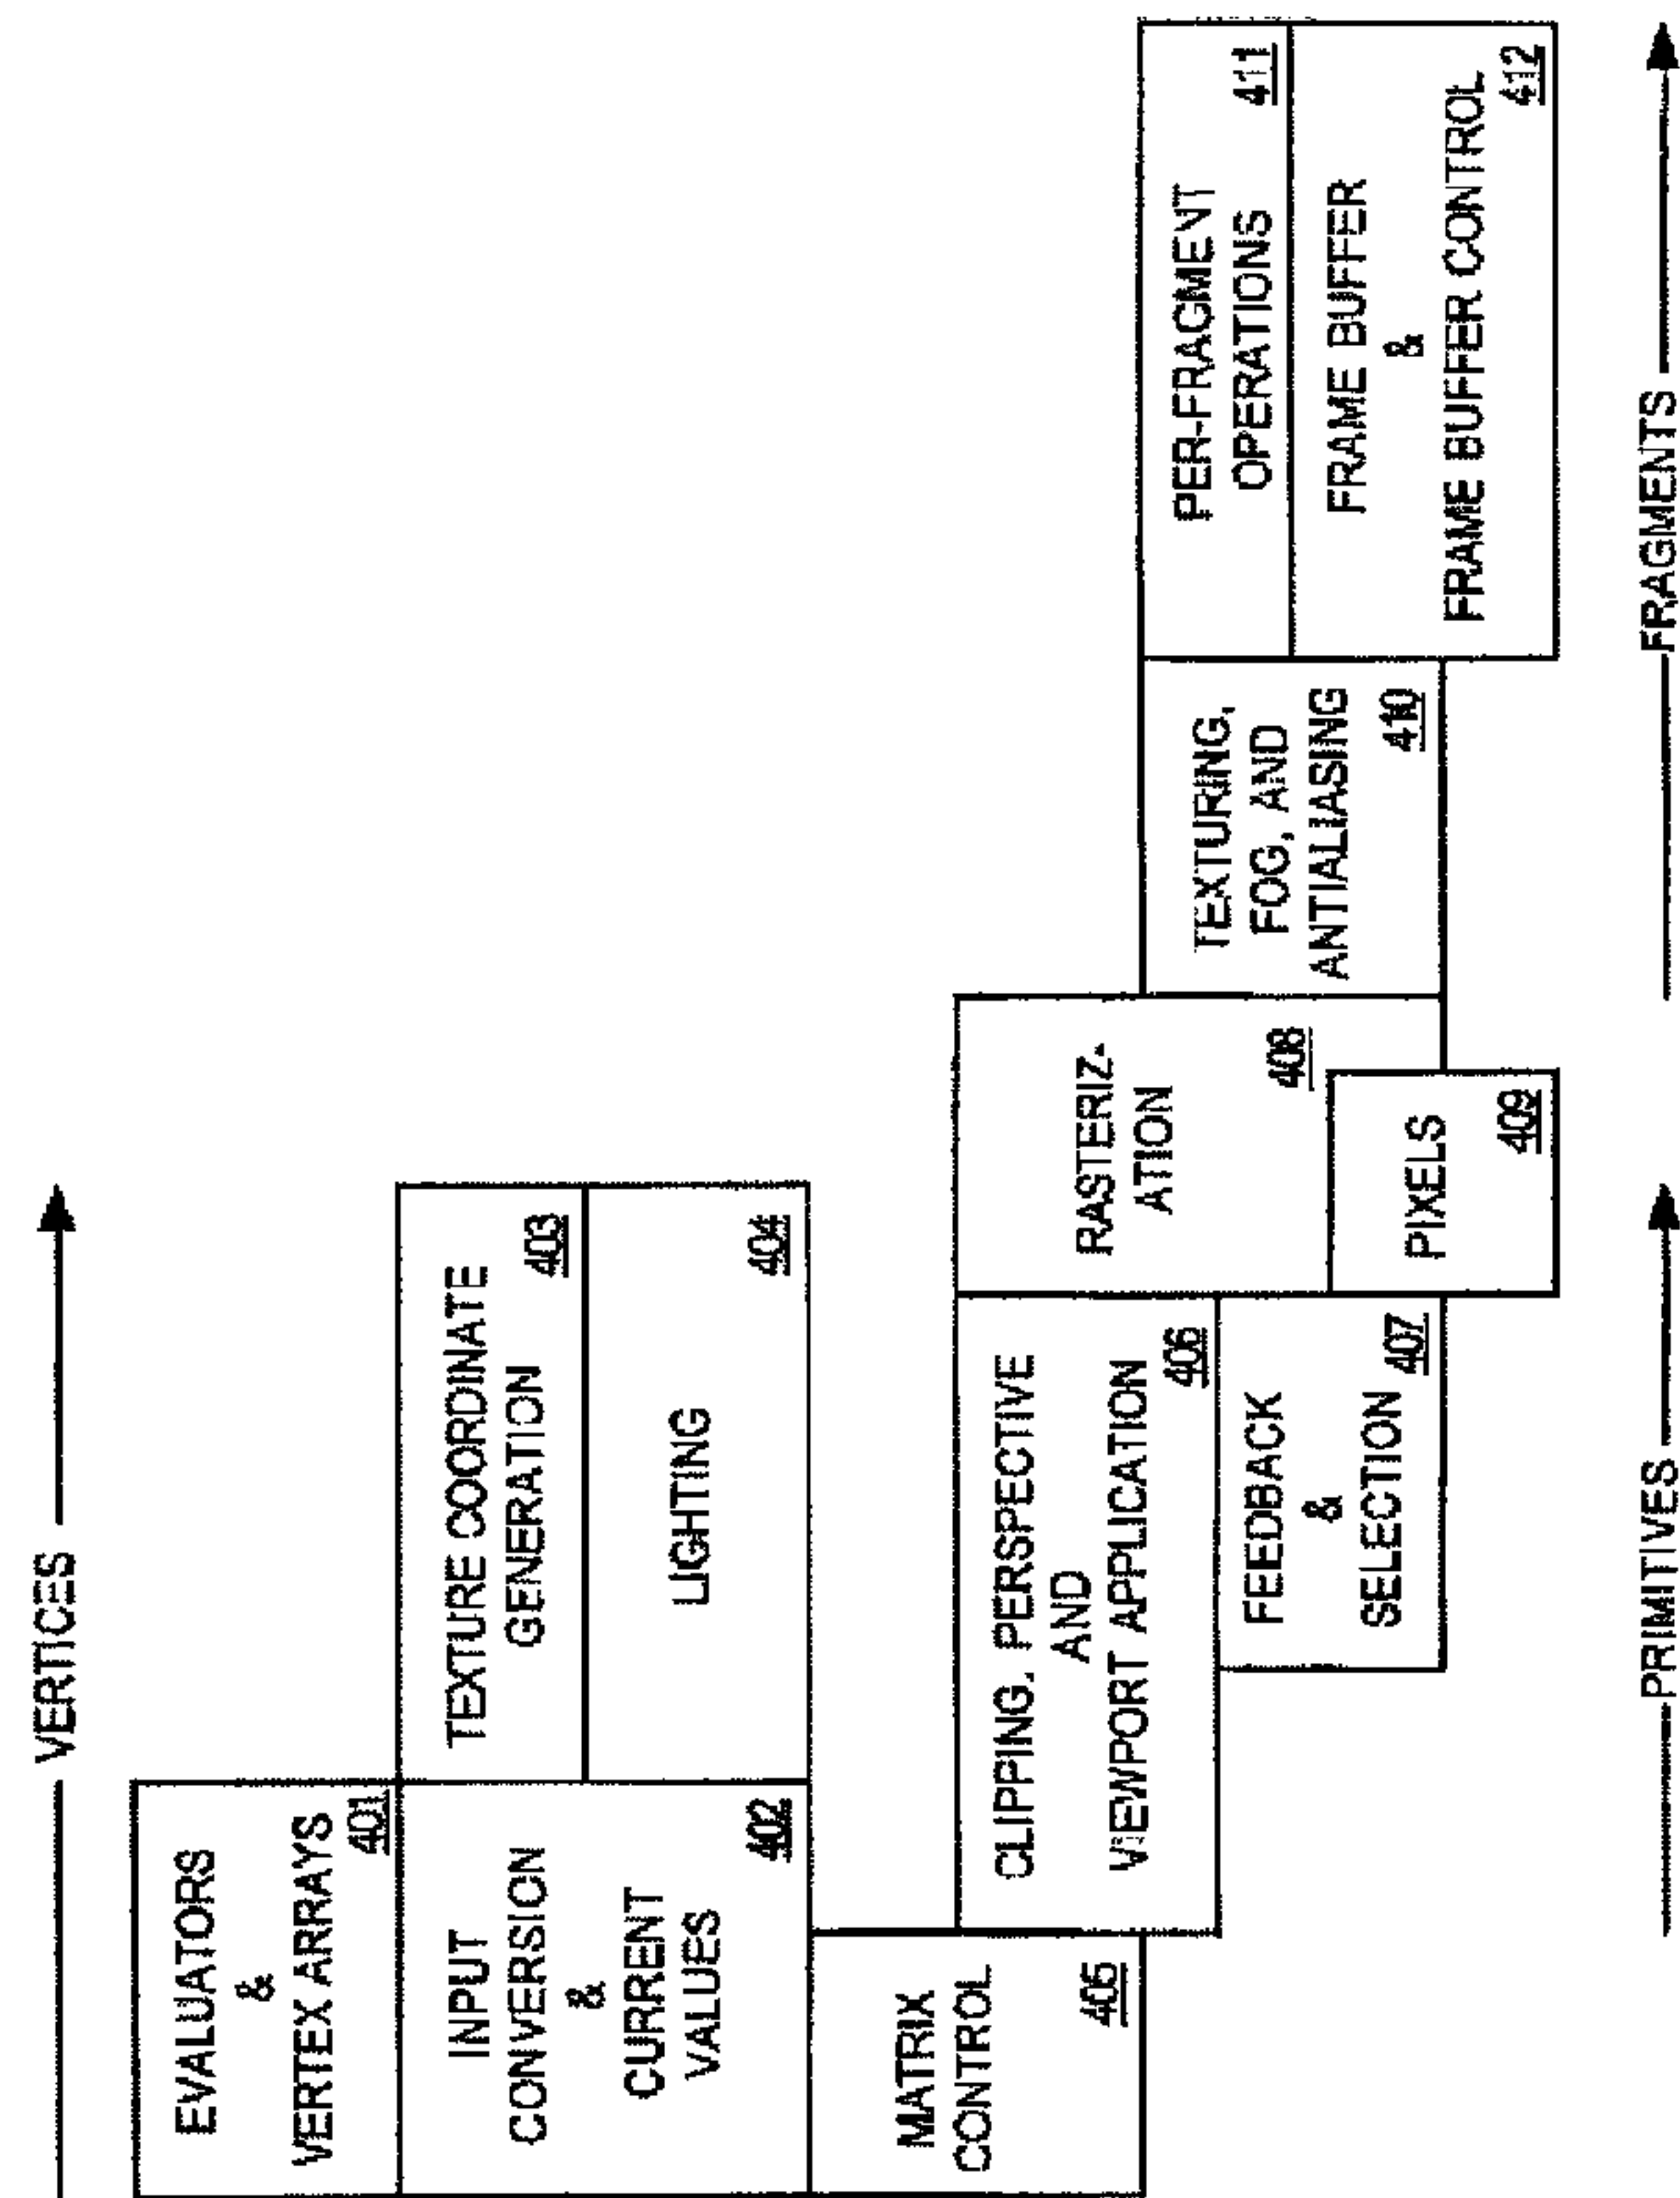 VERTICES
EVALUATORS
&
VERTEX ARRAYS
401
INPUT
CONVERSION
&
CURRENT
VALUES
402
TEXTURE COORDINATE
GENERATION
403
LIGHTING
404
MATRIX
CONTROL
405
CLIPPING, PERSPECTIVE
AND
VIEWPORT APPLICATION
406
FEEDBACK
&
SELECTION
407
RASTERIZ-
ATION
408
PIXELS
409
TEXTURING,
FOG, AND
ANTIALIASING
410
PER-FRAGMENT
OPERATIONS
411
FRAME BUFFER
&
FRAME BUFFER CONTROL
412
PRIMITIVES
FRAGMENTS